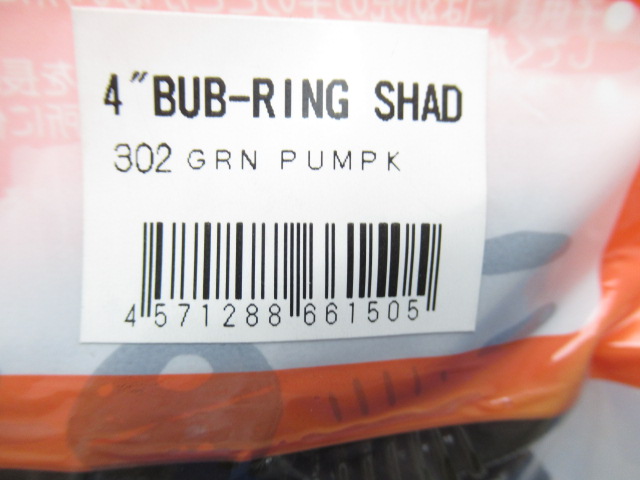 4"BUB-RING SHAD
302 GRN PUMPK
4 571288 661505